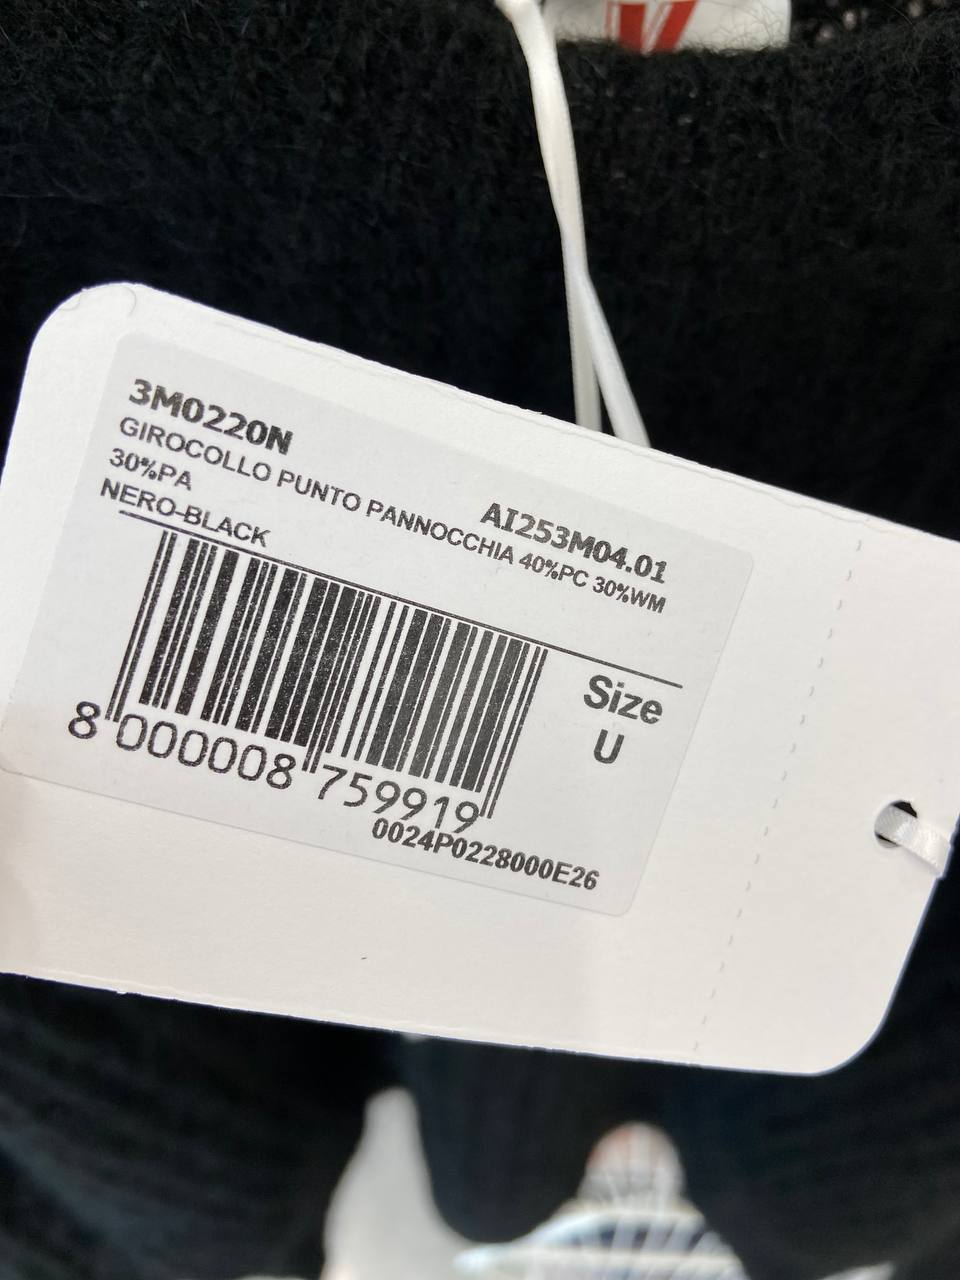 V
3M0220N
AI253M04.01
GIROCOLLO PUNTO PANNOCCHIA 40%PC 30%WM
30%PA
NERO-BLACK
Size
U
8 000008 759919
0024P0228000E26